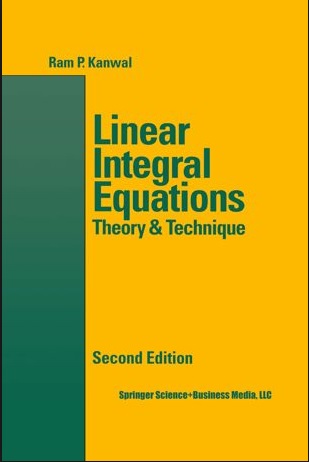 Ram P. Kanwal
Linear
Integral
Equations
Theory & Technique
Second Edition
Springer Science+Business Media, LLC